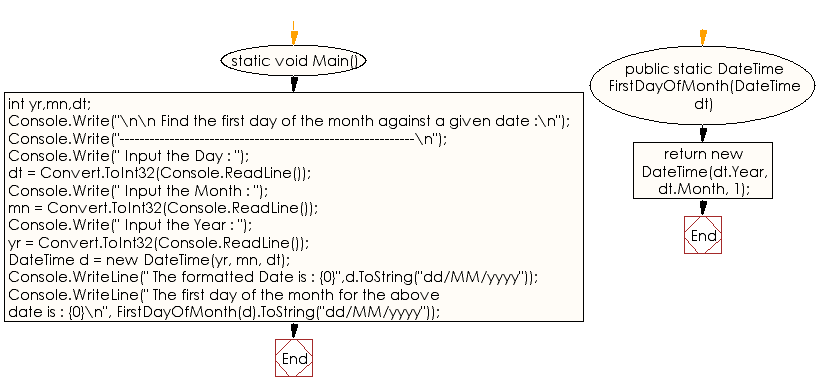 static void Main()
int yr,mn,dt;
Console.Write("\n\n Find the first day of the month against a given date :\n");
Console.Write("----------------------------------------------------------\n");
Console.Write(" Input the Day : ");
dt = Convert.ToInt32(Console.ReadLine());
Console.Write(" Input the Month : ");
mn = Convert.ToInt32(Console.ReadLine());
Console.Write(" Input the Year : ");
yr = Convert.ToInt32(Console.ReadLine());
DateTime d = new DateTime(yr, mn, dt);
Console.WriteLine(" The formatted Date is : {0}",d.ToString("dd/MM/yyyy"));
Console.WriteLine(" The first day of the month for the above
date is : {0}\n", FirstDayOfMonth(d).ToString("dd/MM/yyyy"));
End
public static DateTime
FirstDayOfMonth(DateTime
dt)
return new
DateTime(dt.Year,
dt.Month, 1);
End